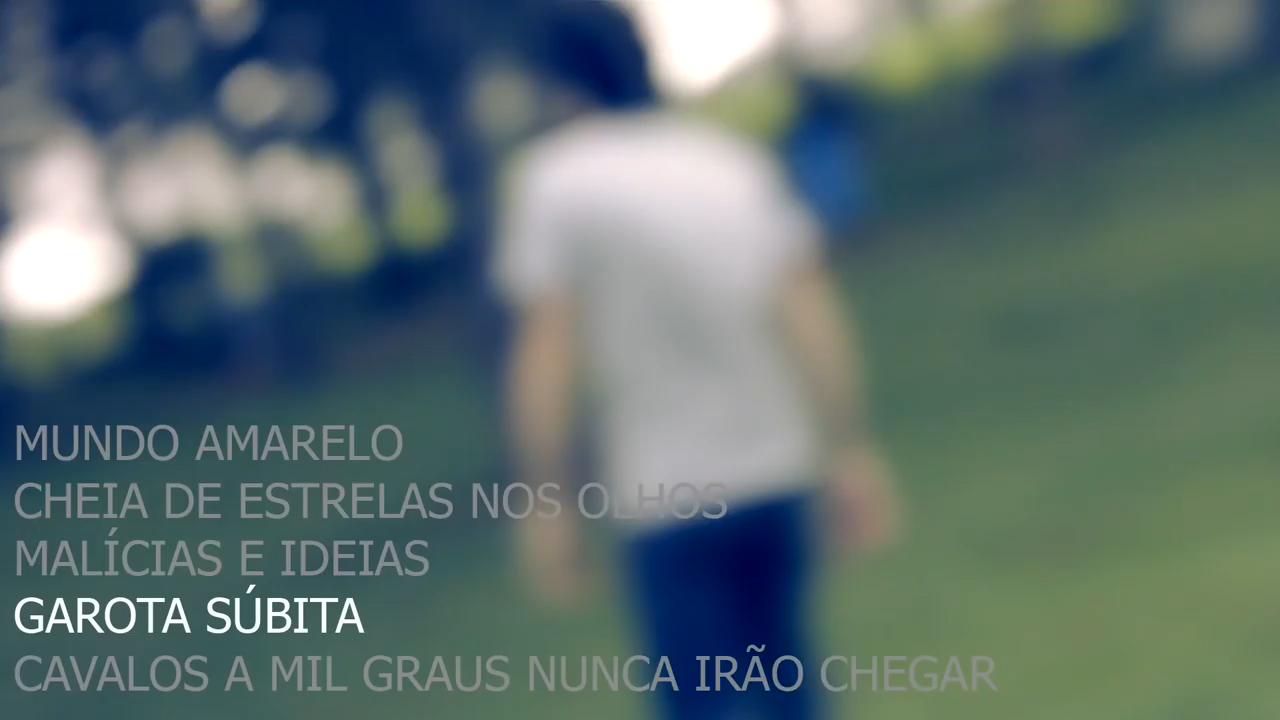 MUNDO AMARELO
CHEIA DE ESTRELAS NOS OLHOS
MALÍCIAS E IDEIAS
GAROTA SÚBITA
CAVALOS A MIL GRAUS NUNCA IRÃO CHEGAR